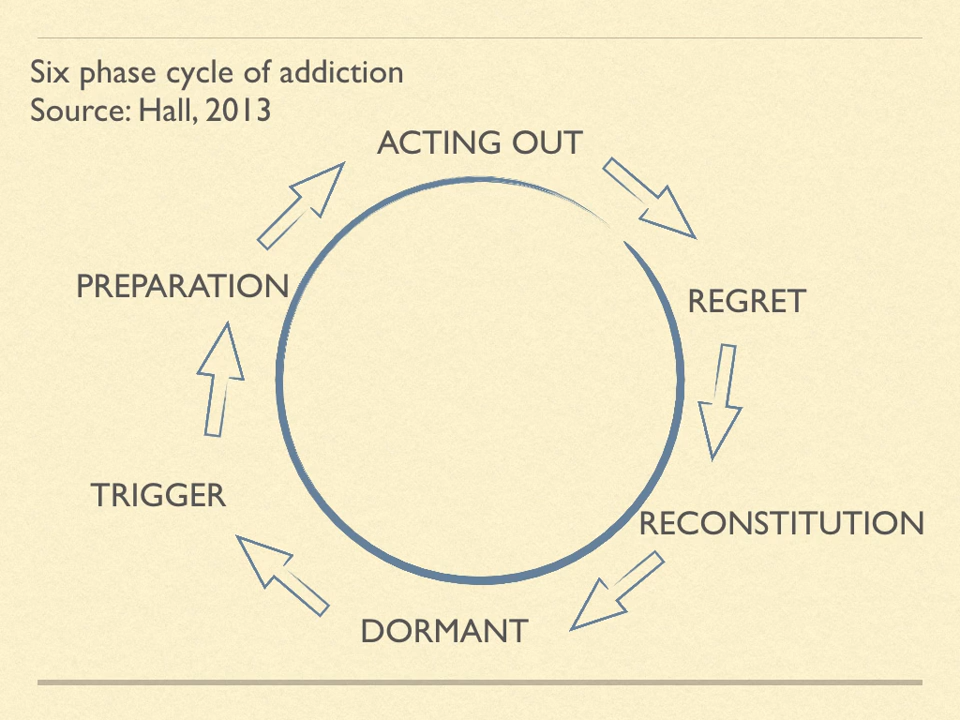 Six phase cycle of addiction
Source: Hall, 2013
ACTING OUT
REGRET
RECONSTITUTION
DORMANT
TRIGGER
PREPARATION